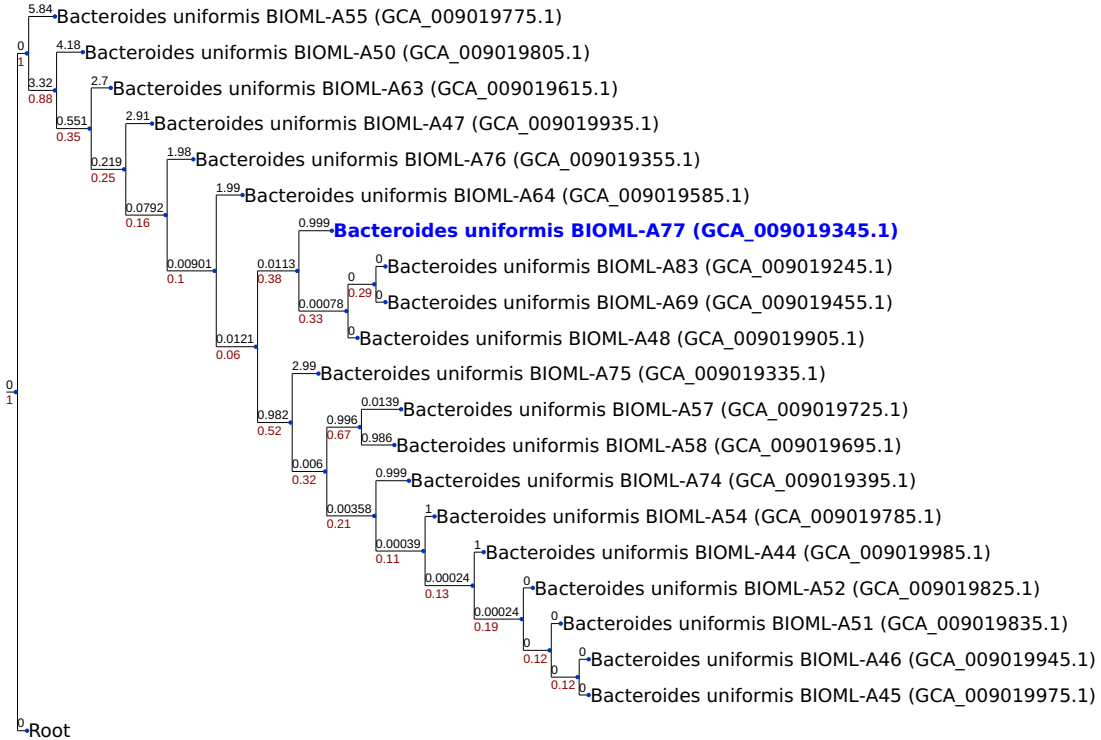 5.84 Bacteroides uniformis BIOML-A55 (GCA_009019775.1)
0
1
4.18 Bacteroides uniformis BIOML-A50 (GCA_009019805.1)
3.32
0.88
2.7 Bacteroides uniformis BIOML-A63 (GCA_009019615.1)
0.551
0.35
2.91 Bacteroides uniformis BIOML-A47 (GCA_009019935.1)
0.219
0.25
1.98 Bacteroides uniformis BIOML-A76 (GCA_009019355.1)
0.0792
0.16
1.99 Bacteroides uniformis BIOML-A64 (GCA_009019585.1)
0.999 Bacteroides uniformis BIOML-A77 (GCA_009019345.1)
0.00901
0.1
0.0113
0.38
0 Bacteroides uniformis BIOML-A83 (GCA_009019245.1)
0
0.29
0 Bacteroides uniformis BIOML-A69 (GCA_009019455.1)
0.00078
0.33
0 Bacteroides uniformis BIOML-A48 (GCA_009019905.1)
0.0121
0.06
2.99 Bacteroides uniformis BIOML-A75 (GCA_009019335.1)
0
1
0.0139 Bacteroides uniformis BIOML-A57 (GCA_009019725.1)
0.982
0.52
0.996
0.67
0.986 Bacteroides uniformis BIOML-A58 (GCA_009019695.1)
0.006
0.32
0.999 Bacteroides uniformis BIOML-A74 (GCA_009019395.1)
0.00358
0.21
1 Bacteroides uniformis BIOML-A54 (GCA_009019785.1)
0.00039
0.11
1 Bacteroides uniformis BIOML-A44 (GCA_009019985.1)
0.00024
0.13
0 Bacteroides uniformis BIOML-A52 (GCA_009019825.1)
0.00024
0.19
0 Bacteroides uniformis BIOML-A51 (GCA_009019835.1)
0
0.12
0 Bacteroides uniformis BIOML-A46 (GCA_009019945.1)
0
0.12
0 Bacteroides uniformis BIOML-A45 (GCA_009019975.1)
0 Root